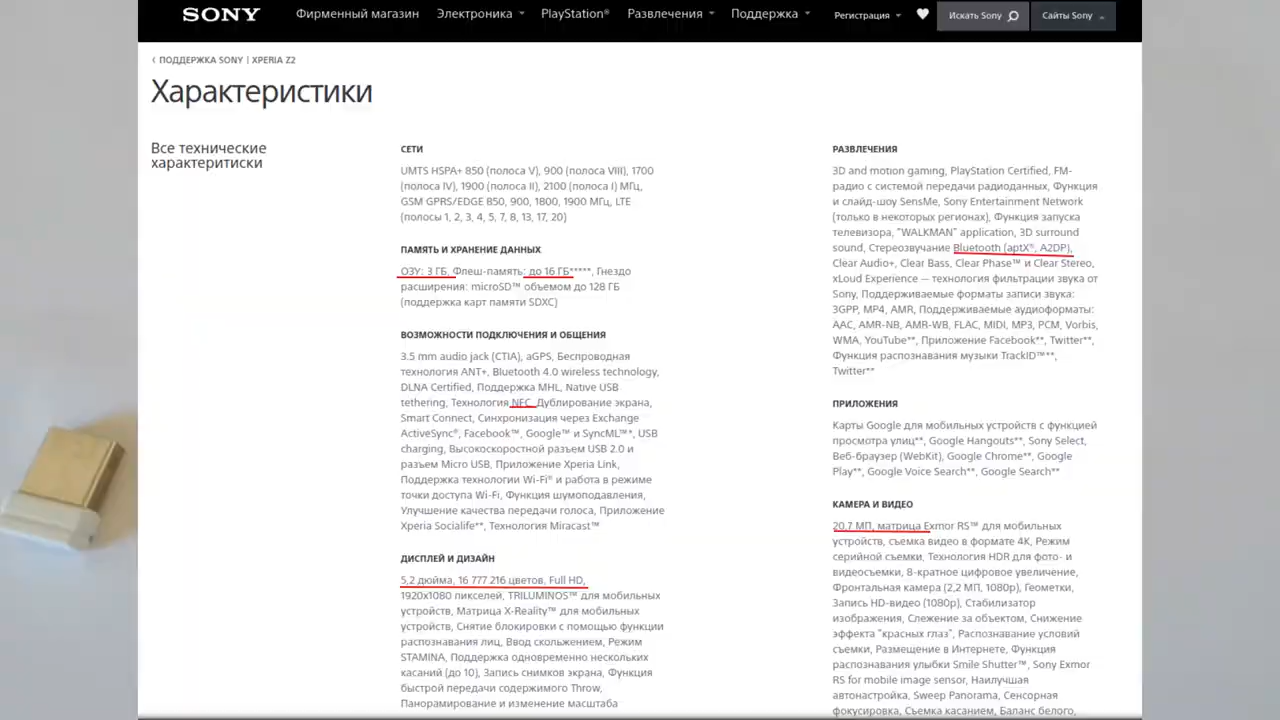 SONY
Фирменный магазин Электроника PlayStation® Развлечения Поддержка Регистрация Искать Sony Сайты Sony
‹ ПОДДЕРЖКА SONY | XPERIA Z2
Характеристики
Все технические
характеритиски
СЕТИ
UMTS HSPA+ 850 (полоса V), 900 (полоса VIII), 1700
(полоса IV), 1900 (полоса II), 2100 (полоса I) МГц,
GSM GPRS/EDGE 850, 900, 1800, 1900 МГц, LTE
(полосы 1, 2, 3, 4, 5, 7, 8, 13, 17, 20)
ПАМЯТЬ И ХРАНЕНИЕ ДАННЫХ
ОЗУ: 3 ГБ, Флеш-память: до 16 ГБ*****, Гнездо
расширения: microSD™ объемом до 128 ГБ
(поддержка карт памяти SDXC)
ВОЗМОЖНОСТИ ПОДКЛЮЧЕНИЯ И ОБЩЕНИЯ
3.5 mm audio jack (CTIA), aGPS, Беспроводная
технология ANT+, Bluetooth 4.0 wireless technology,
DLNA Certified, Поддержка MHL, Native USB
tethering, Технология NFC, Дублирование экрана,
Smart Connect, Синхронизация через Exchange
ActiveSync®, Facebook™, Google™ и SyncML™*, USB
charging, Высокоскоростной разъем USB 2.0 и
разъем Micro USB, Приложение Xperia Link,
Поддержка технологии Wi-Fi® и работа в режиме
точки доступа Wi-Fi, Функция шумоподавления,
Улучшение качества передачи голоса, Приложение
Xperia Socialife**, Технология Miracast™
ДИСПЛЕЙ И ДИЗАЙН
5,2 дюйма, 16 777 216 цветов, Full HD,
1920x1080 пикселей, TRILUMINOS™ для мобильных
устройств, Матрица X-Reality™ для мобильных
устройств, Снятие блокировки с помощью функции
распознавания лиц, Ввод скольжением, Режим
STAMINA, Поддержка одновременно нескольких
касаний (до 10), Запись снимков экрана, Функция
быстрой передачи содержимого Throw,
Панорамирование и изменение масштаба
РАЗВЛЕЧЕНИЯ
3D and motion gaming, PlayStation Certified, FM-
радио с системой передачи радиоданных, Функция
и слайд-шоу SensMe, Sony Entertainment Network
(только в некоторых регионах), Функция запуска
телевизора, "WALKMAN" application, 3D surround
sound, Стереозвучание Bluetooth (aptX®, A2DP),
Clear Audio+, Clear Bass, Clear Phase™ и Clear Stereo,
xLoud Experience — технология фильтрации звука от
Sony, Поддерживаемые форматы записи звука:
3GPP, MP4, AMR, Поддерживаемые аудиоформаты:
AAC, AMR-NB, AMR-WB, FLAC, MIDI, MP3, PCM, Vorbis,
WMA, YouTube**, Приложение Facebook**, Twitter**,
Функция распознавания музыки TrackID™**,
Twitter**
ПРИЛОЖЕНИЯ
Карты Google для мобильных устройств с функцией
просмотра улиц**, Google Hangouts**, Sony Select,
Веб-браузер (WebKit), Google Chrome**, Google
Play**, Google Voice Search**, Google Search**
КАМЕРА И ВИДЕО
20,7 МП, матрица Exmor RS™ для мобильных
устройств, съемка видео в формате 4K, Режим
серийной съемки, Технология HDR для фото- и
видеосъемки, 8-кратное цифровое увеличение,
Фронтальная камера (2,2 МП, 1080p), Геометки,
Запись HD-видео (1080p), Стабилизатор
изображения, Слежение за объектом, Снижение
эффекта "красных глаз", Распознавание условий
съемки, Размещение в Интернете, Функция
распознавания улыбки Smile Shutter™, Sony Exmor
RS for mobile image sensor, Наилучшая
автонастройка, Sweep Panorama, Сенсорная
фокусировка, Съемка касанием, Баланс белого,